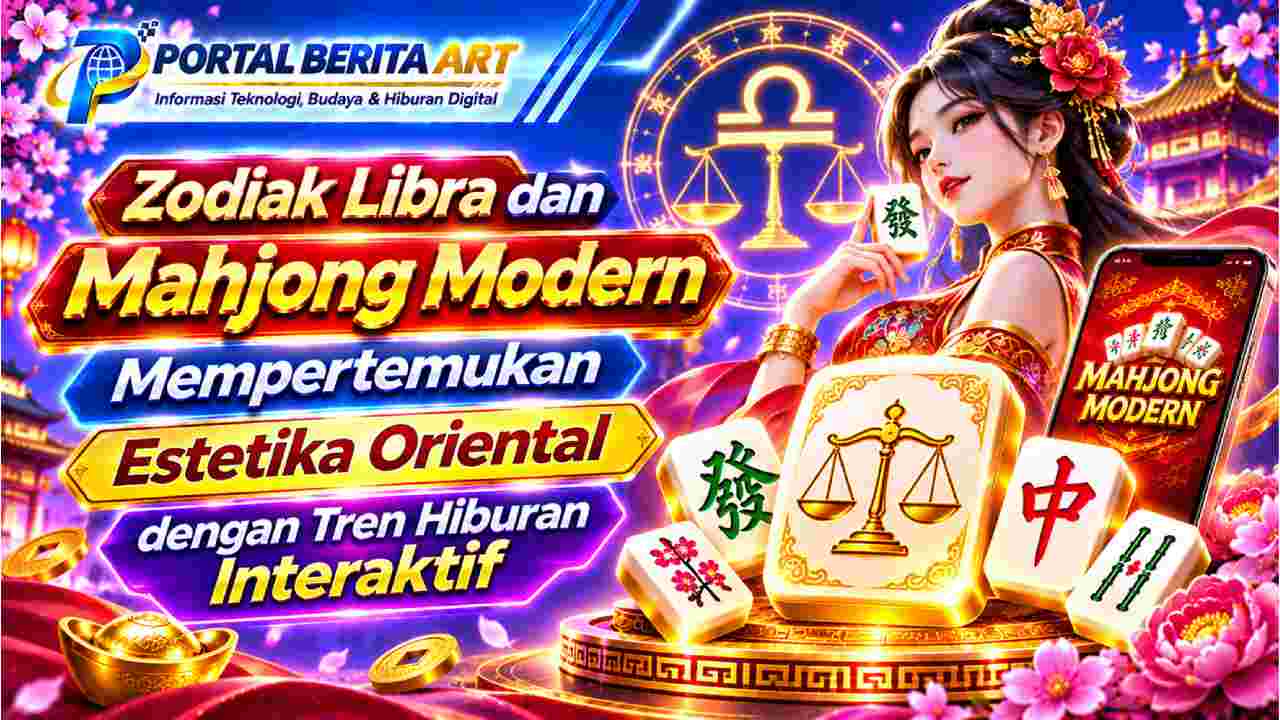 PORTAL BERITA ART
Informasi Teknologi, Budaya & Hiburan Digital
Zodiak Libra dan
Mahjong Modern
Mempertemukan
Estetika Oriental
dengan Tren Hiburan
Interaktif
發
發
中
發
MAHJONG
MODERN